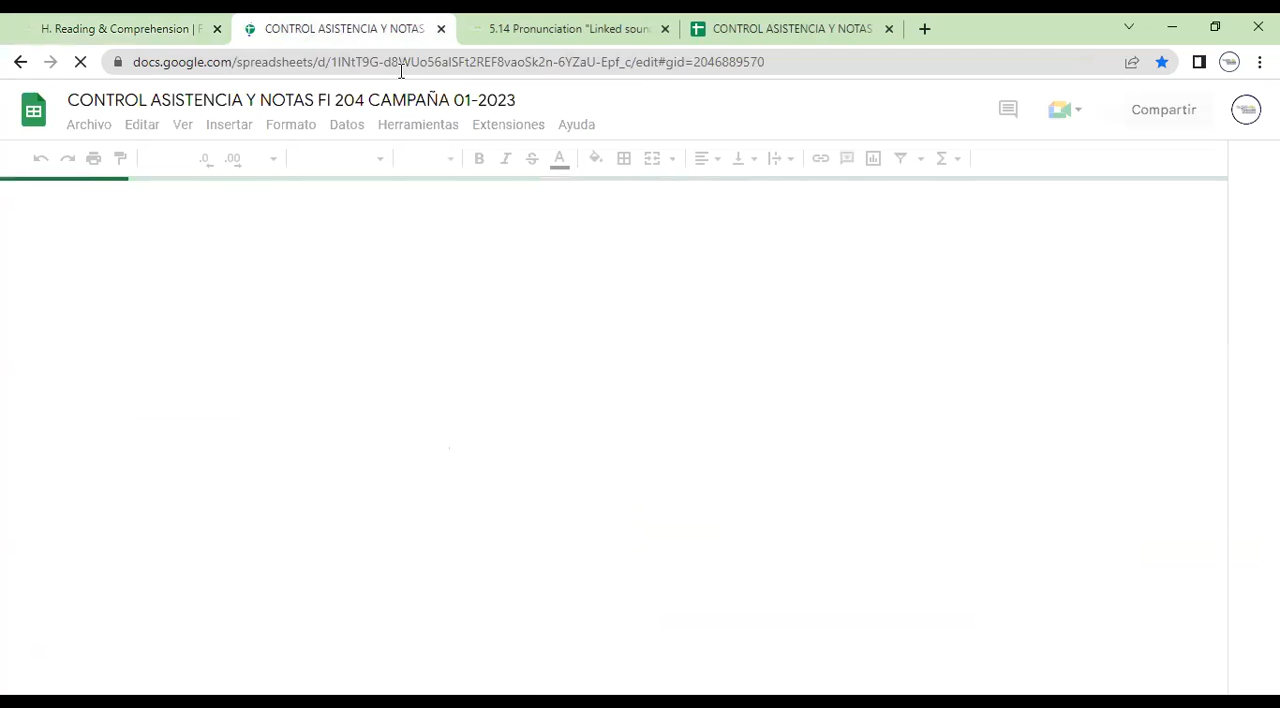 H. Reading & Comprehension | F
CONTROL ASISTENCIA Y NOTAS
5.14 Pronunciation "Linked soun
CONTROL ASISTENCIA Y NOTAS
docs.google.com/spreadsheets/d/1INtT9G-d8WUo56aISFt2REF8vaoSk2n-6YZaU-Epf_c/edit#gid=2046889570
CONTROL ASISTENCIA Y NOTAS FI 204 CAMPAÑA 01-2023
Archivo Editar Ver Insertar Formato Datos Herramientas Extensiones Ayuda
Compartir
.0 .00 B I S A Σ